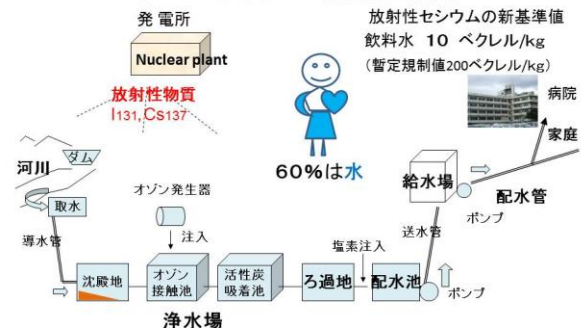 発 電所
Nuclear plant
放射性物質
I131,Cs137
放射性セシウムの新基準値
飲料水 10 ベクレル/kg
(暫定規制値200ベクレル/kg)
病院
家庭
60%は水
河川
ダム
取水
導水管
オゾン発生器
注入
給水場
配水管
ポンプ
送水管
塩素注入
沈殿地
オゾン
接触池
活性炭
吸着池
ろ過地
配水池
ポンプ
浄水場